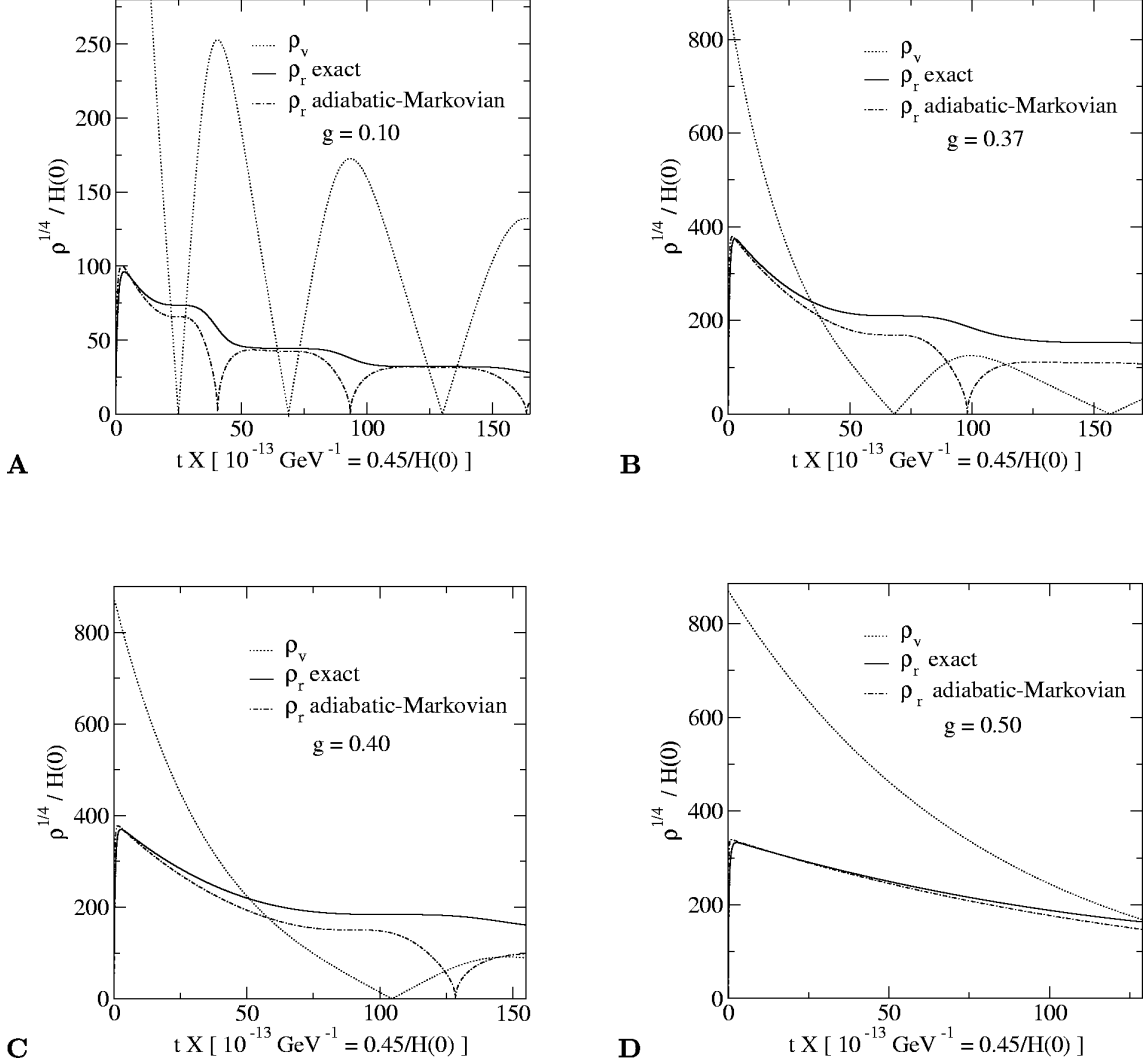 250
200
150
100
50
0
ρ^{1/4} / H(0)
ρ_v
ρ_r exact
ρ_r adiabatic-Markovian
g = 0.10
0 50 100 150
t X [ 10^{-13} GeV^{-1} = 0.45/H(0) ]
A
800
600
400
200
0
ρ^{1/4} / H(0)
ρ_v
ρ_r exact
ρ_r adiabatic-Markovian
g = 0.37
0 50 100 150
t X [10^{-13} GeV^{-1} = 0.45/H(0) ]
B
800
600
400
200
0
ρ^{1/4} / H(0)
ρ_v
ρ_r exact
ρ_r adiabatic-Markovian
g = 0.40
0 50 100 150
t X [ 10^{-13} GeV^{-1} = 0.45/H(0) ]
C
800
600
400
200
0
ρ^{1/4} / H(0)
ρ_v
ρ_r exact
ρ_r adiabatic-Markovian
g = 0.50
0 50 100
t X [ 10^{-13} GeV^{-1} = 0.45/H(0) ]
D